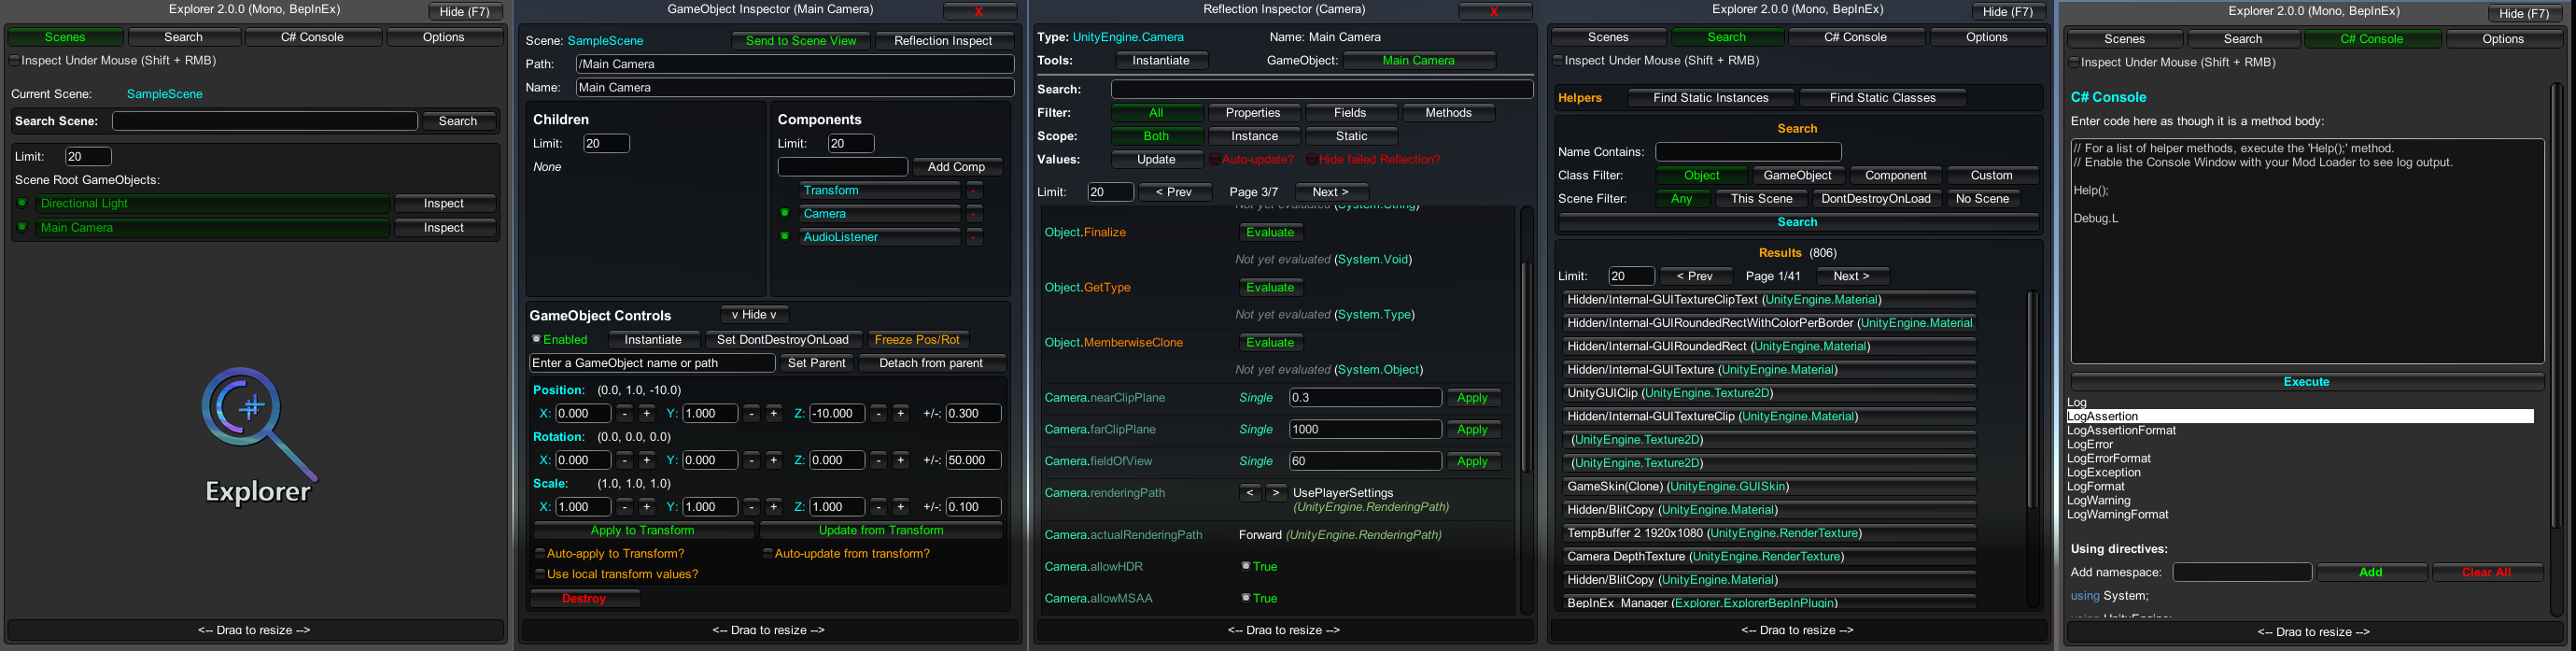 Explorer 2.0.0 (Mono, BepInEx)
Hide (F7)
Scenes
Search
C# Console
Options
Inspect Under Mouse (Shift + RMB)
Current Scene: SampleScene
Search Scene:
Search
Limit: 20
Scene Root GameObjects:
Directional Light
Inspect
Main Camera
Inspect
Explorer
<-- Drag to resize -->
GameObject Inspector (Main Camera)
X
Scene: SampleScene
Send to Scene View
Reflection Inspect
Path: /Main Camera
Name: Main Camera
Children
Limit: 20
None
Components
Limit: 20
Add Comp
Transform -
Camera -
AudioListener -
GameObject Controls
v Hide v
Enabled
Instantiate
Set DontDestroyOnLoad
Freeze Pos/Rot
Enter a GameObject name or path
Set Parent
Detach from parent
Position: (0.0, 1.0, -10.0)
X: 0.000 - + Y: 1.000 - + Z: -10.000 - + +/-: 0.300
Rotation: (0.0, 0.0, 0.0)
X: 0.000 - + Y: 0.000 - + Z: 0.000 - + +/-: 50.000
Scale: (1.0, 1.0, 1.0)
X: 1.000 - + Y: 1.000 - + Z: 1.000 - + +/-: 0.100
Apply to Transform
Update from Transform
Auto-apply to Transform?
Auto-update from transform?
Use local transform values?
Destroy
<-- Drag to resize -->
Reflection Inspector (Camera)
X
Type: UnityEngine.Camera
Name: Main Camera
Tools:
Instantiate
GameObject:
Main Camera
Search:
Filter: All Properties Fields Methods
Scope: Both Instance Static
Values: Update Auto-update? Hide failed Reflection?
Limit: 20 < Prev Page 3/7 Next >
Not yet evaluated (System.String)
Object.Finalize
Evaluate
Not yet evaluated (System.Void)
Object.GetType
Evaluate
Not yet evaluated (System.Type)
Object.MemberwiseClone
Evaluate
Not yet evaluated (System.Object)
Camera.nearClipPlane Single 0.3 Apply
Camera.farClipPlane Single 1000 Apply
Camera.fieldOfView Single 60 Apply
Camera.renderingPath < > UsePlayerSettings
(UnityEngine.RenderingPath)
Camera.actualRenderingPath Forward (UnityEngine.RenderingPath)
Camera.allowHDR True
Camera.allowMSAA True
<-- Drag to resize -->
Explorer 2.0.0 (Mono, BepInEx)
Hide (F7)
Scenes
Search
C# Console
Options
Inspect Under Mouse (Shift + RMB)
Helpers
Find Static Instances
Find Static Classes
Search
Name Contains:
Class Filter: Object GameObject Component Custom
Scene Filter: Any This Scene DontDestroyOnLoad No Scene
Search
Results (806)
Limit: 20 < Prev Page 1/41 Next >
Hidden/Internal-GUITextureClipText (UnityEngine.Material)
Hidden/Internal-GUIRoundedRectWithColorPerBorder (UnityEngine.Material
Hidden/Internal-GUIRoundedRect (UnityEngine.Material)
Hidden/Internal-GUITexture (UnityEngine.Material)
UnityGUIClip (UnityEngine.Texture2D)
Hidden/Internal-GUITextureClip (UnityEngine.Material)
(UnityEngine.Texture2D)
(UnityEngine.Texture2D)
GameSkin(Clone) (UnityEngine.GUISkin)
Hidden/BlitCopy (UnityEngine.Material)
TempBuffer 2 1920x1080 (UnityEngine.RenderTexture)
Camera DepthTexture (UnityEngine.RenderTexture)
Hidden/BlitCopy (UnityEngine.Material)
BepInEx_Manager (Explorer.ExplorerBepInPlugin)
<-- Drag to resize -->
Explorer 2.0.0 (Mono, BepInEx)
Hide (F7)
Scenes
Search
C# Console
Options
Inspect Under Mouse (Shift + RMB)
C# Console
Enter code here as though it is a method body:
// For a list of helper methods, execute the 'Help();' method.
// Enable the Console Window with your Mod Loader to see log output.
Help();
Debug.L
Execute
Log
LogAssertion
LogAssertionFormat
LogError
LogErrorFormat
LogException
LogFormat
LogWarning
LogWarningFormat
Using directives:
Add namespace:
Add
Clear All
using System;
using UnityEngine;
<-- Drag to resize -->